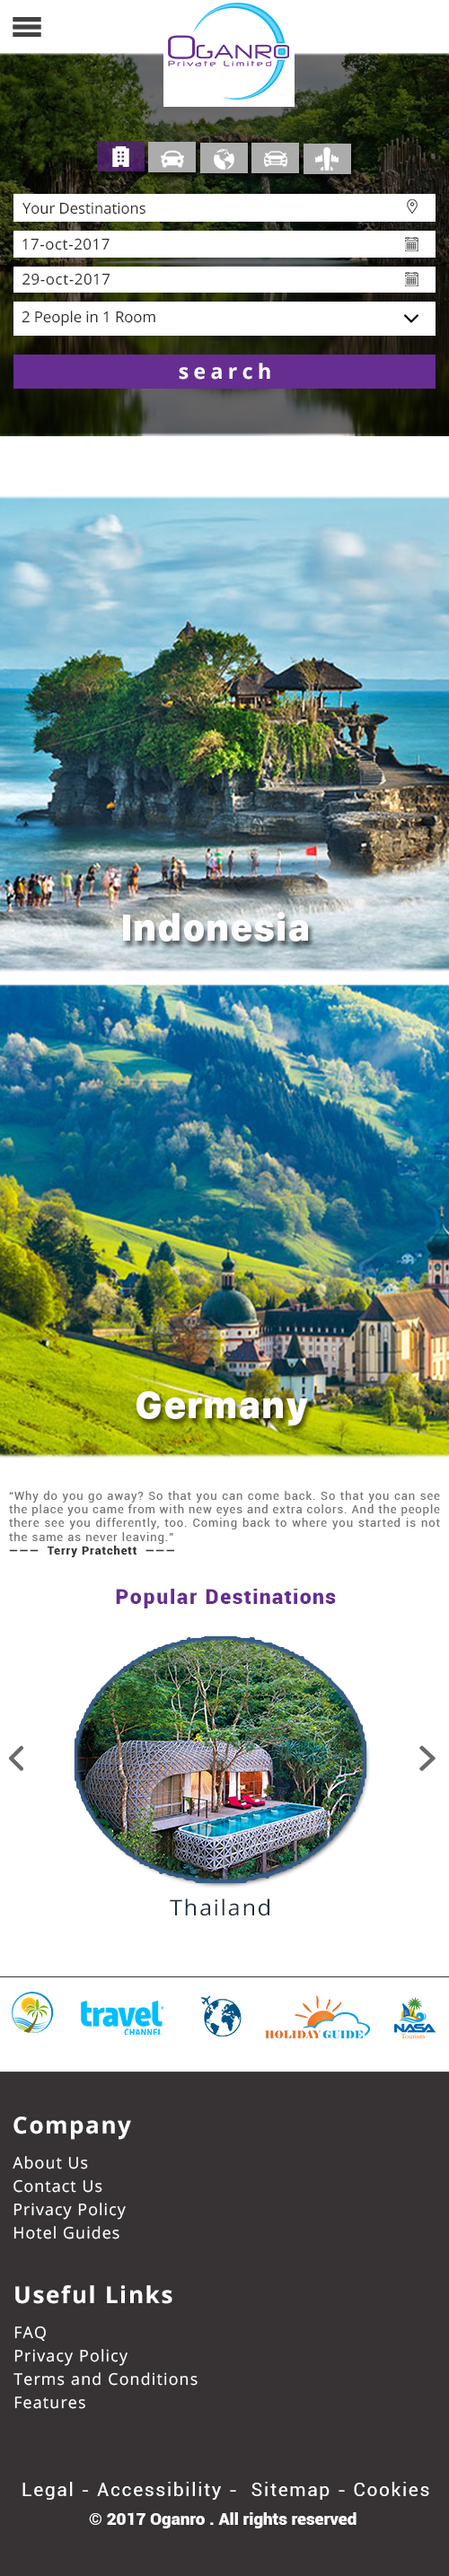 OGANRO
Private Limited
Your Destinations
17-oct-2017
29-oct-2017
2 People in 1 Room
search
Indonesia
Germany
“Why do you go away? So that you can come back. So that you can see
the place you came from with new eyes and extra colors. And the people
there see you differently, too. Coming back to where you started is not
the same as never leaving.”
––– Terry Pratchett –––
Popular Destinations
Thailand
travel
CHANNEL
HOLIDAY GUIDE
NASA
Tourism
Company
About Us
Contact Us
Privacy Policy
Hotel Guides
Useful Links
FAQ
Privacy Policy
Terms and Conditions
Features
Legal - Accessibility - Sitemap - Cookies
© 2017 Oganro . All rights reserved